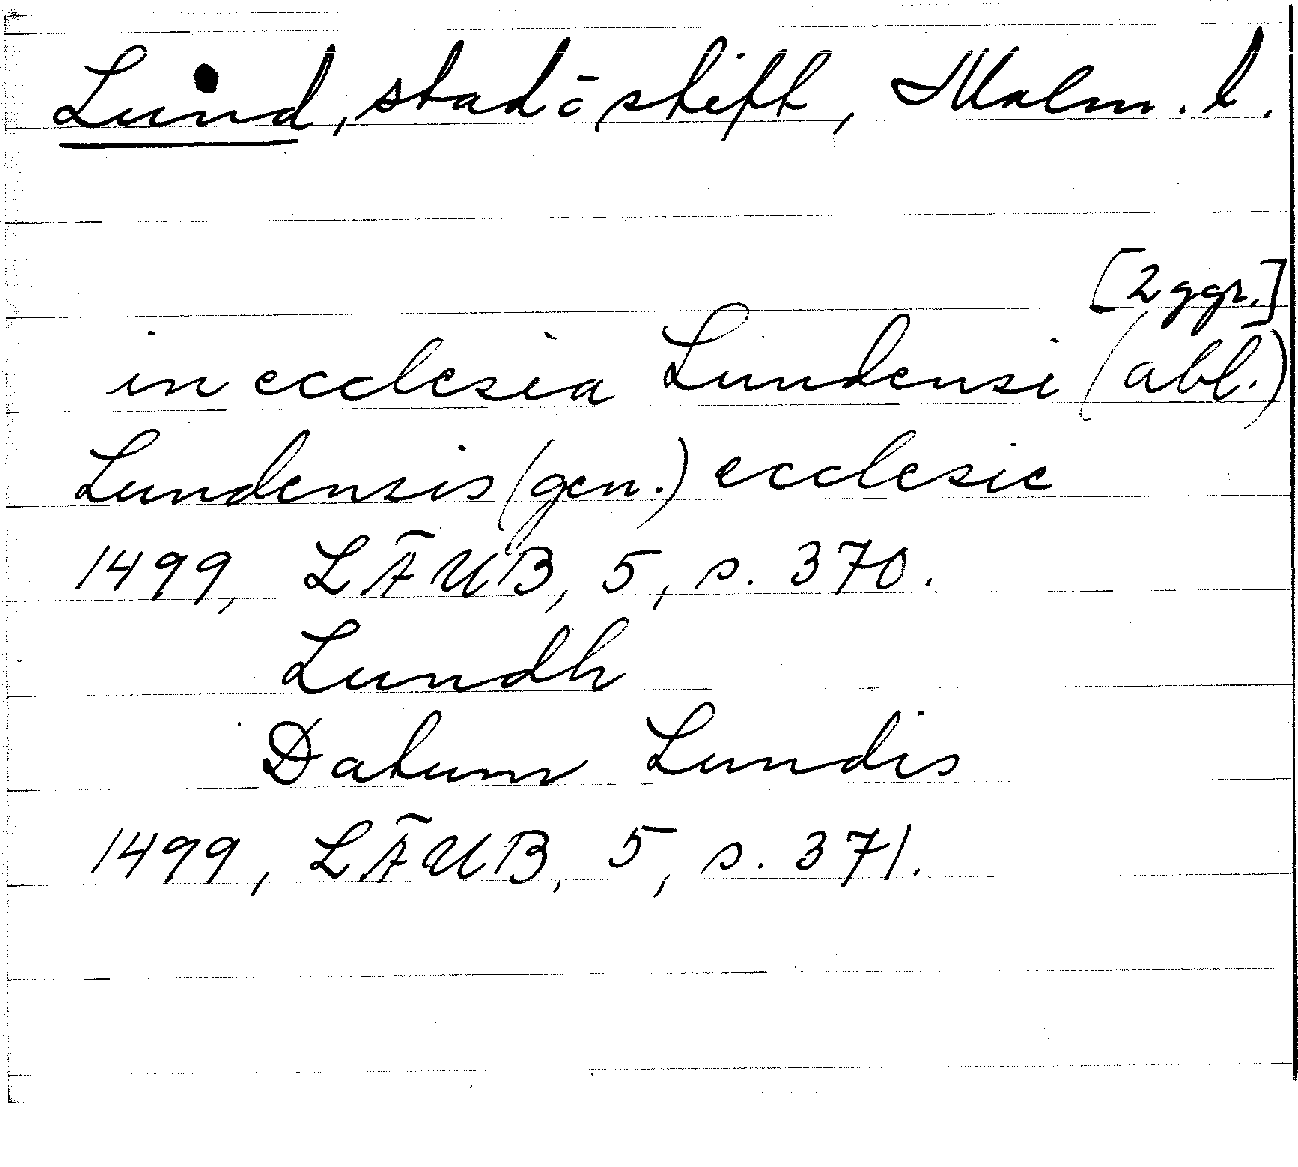 Lund, stad ō stift, Malm. l.
[2 ggr.]
in ecclesia Lundensi (abl.)
Lundensis (gen.) ecclesie
1499, LÄUB, 5, s. 370.
Lundh
Datum Lundis
1499, LÄUB, 5, s. 371.